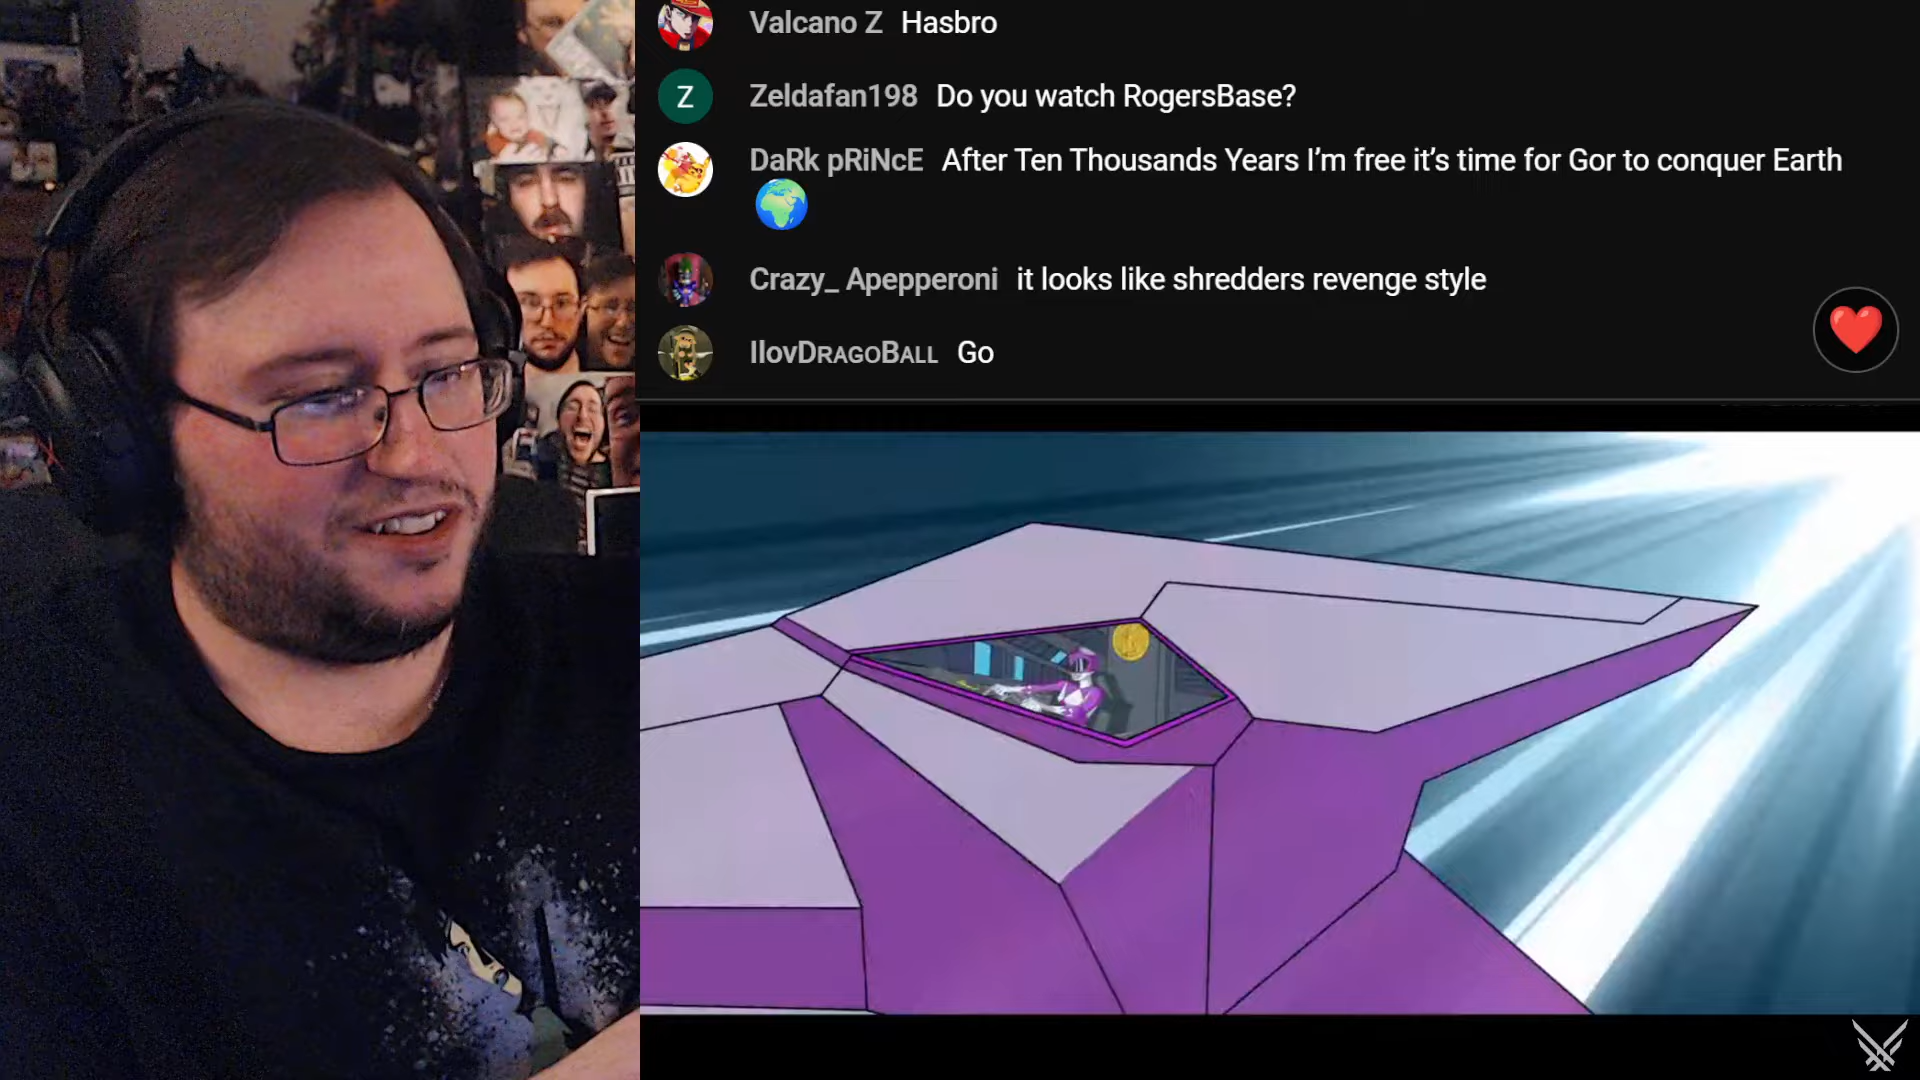 Valcano Z Hasbro
Z Zeldafan198 Do you watch RogersBase?
DaRk pRiNcE After Ten Thousands Years I’m free it’s time for Gor to conquer Earth
Crazy_ Apepperoni it looks like shredders revenge style
IlovDRAGOBALL Go